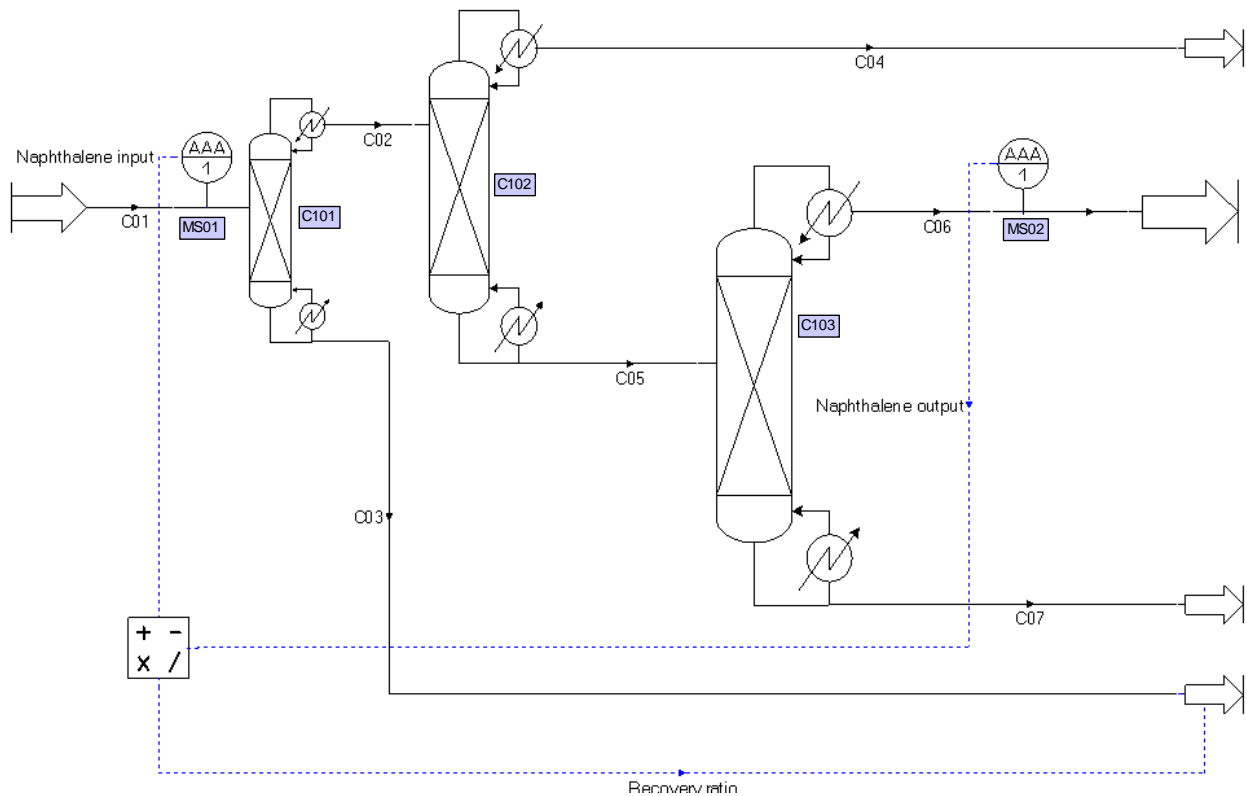 C04
AAA
1
C02
Naphthalene input
AAA
1
C102
C101
C01
MS01
C06
MS02
C103
C05
Naphthalene output
C03
C07
+ -
x /
Recovery ratio